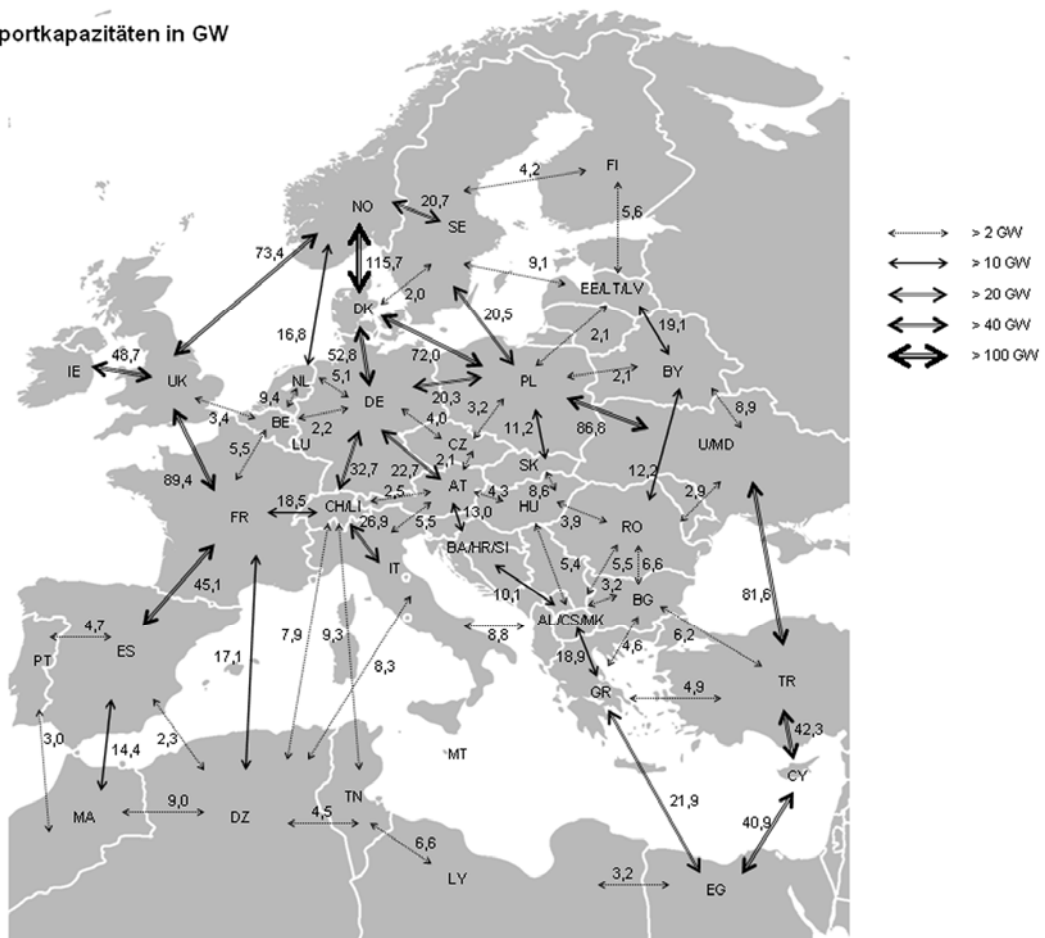 portkapazitäten in GW
FI
4,2
NO
20,7
SE
5,6
73,4
115,7
9,1
> 2 GW
> 10 GW
> 20 GW
> 40 GW
> 100 GW
EE/LT/LV
2,0
DK
20,5
19,1
16,8
2,1
48,7
52,8
72,0
IE
UK
NL
5,1
PL
2,1
BY
DE
20,3
9,4
3,4
BE
2,2
4,0
3,2
11,2
86,8
8,9
LU
CZ
U/MD
5,5
2,1
SK
89,4
32,7
22,7
12,2
AT
18,5
CH/LI
2,5
4,3
8,6
2,9
FR
26,9
5,5
13,0
HU
3,9
RO
BA/HR/SI
IT
5,4
5,5
6,6
45,1
10,1
3,2
BG
81,6
4,7
ES
AL/CS/MK
8,8
4,6
6,2
PT
17,1
7,9
9,3
8,3
18,9
TR
GR
4,9
3,0
14,4
2,3
42,3
MT
CY
TN
21,9
MA
9,0
DZ
4,5
40,9
6,6
LY
3,2
EG